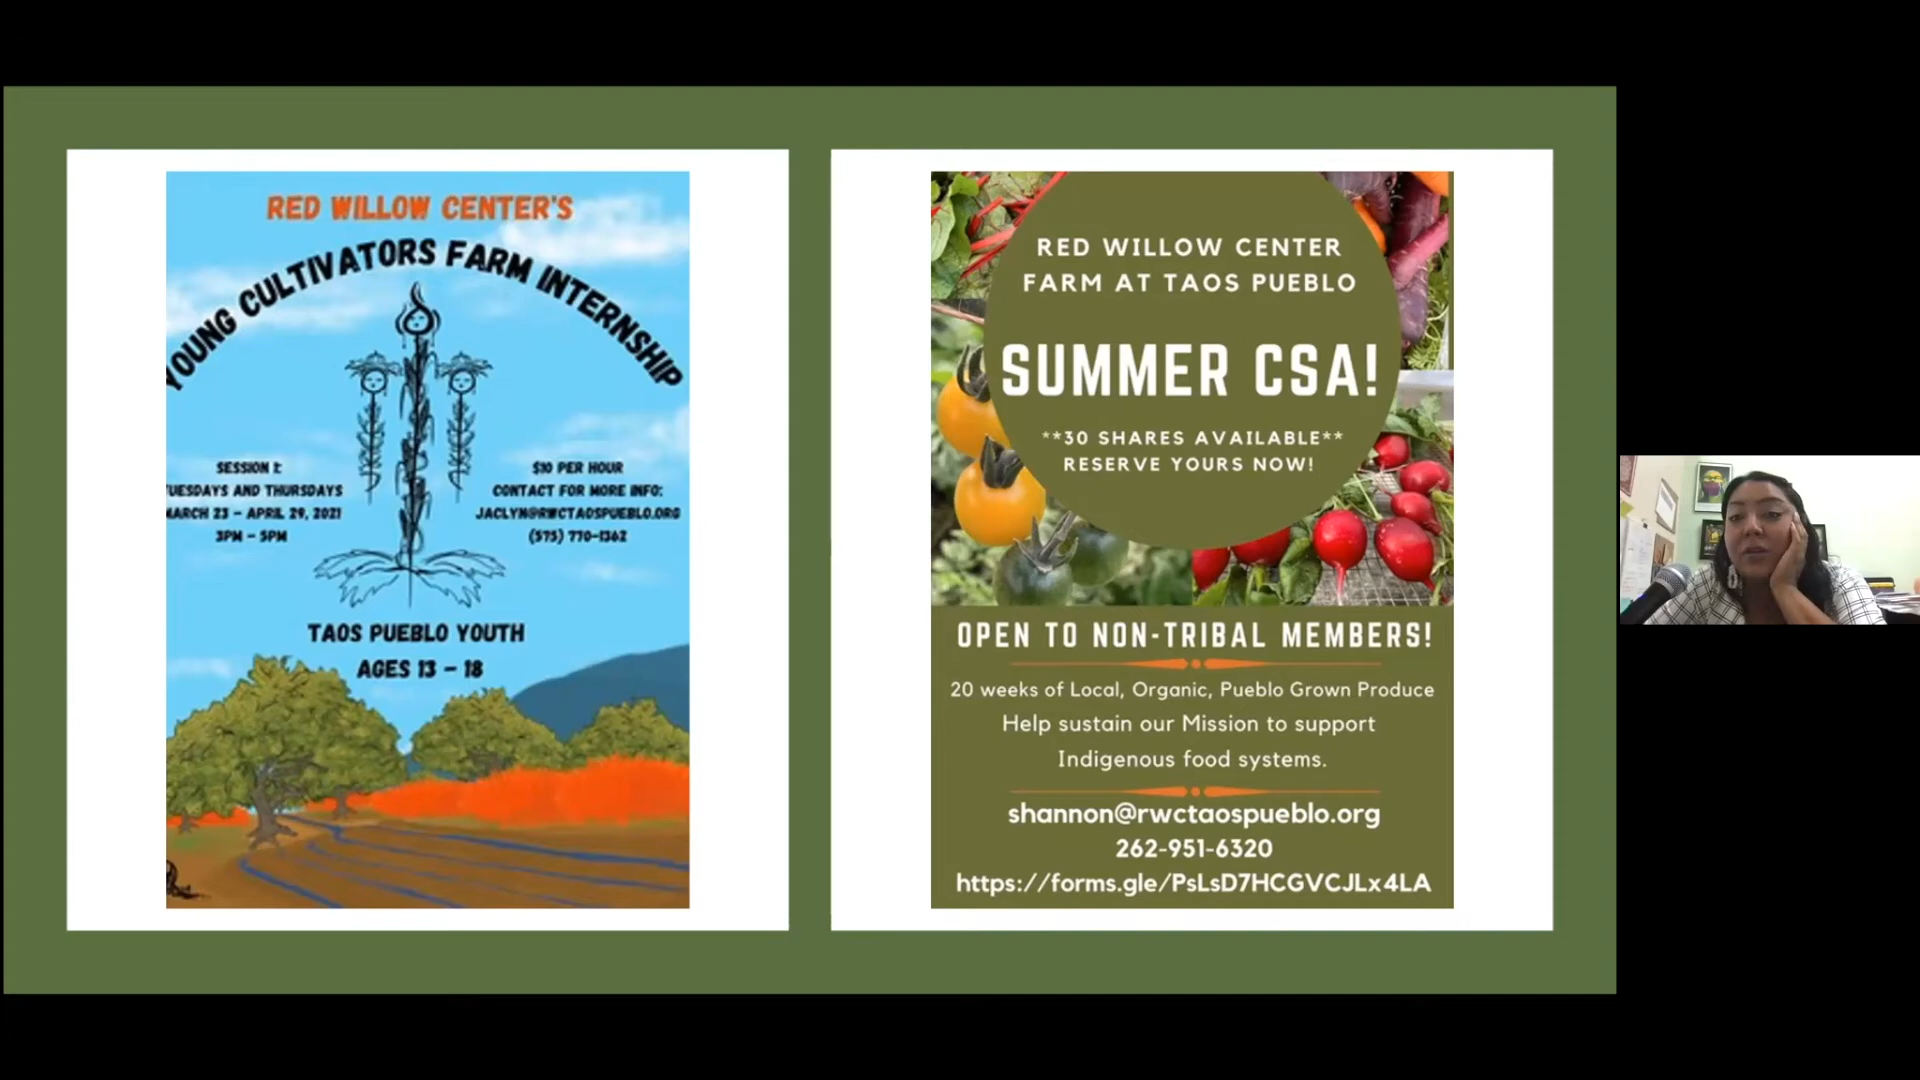 RED WILLOW CENTER'S
YOUNG CULTIVATORS FARM INTERNSHIP
SESSION 1:
TUESDAYS AND THURSDAYS
MARCH 23 - APRIL 29, 2021
3PM - 5PM
$10 PER HOUR
CONTACT FOR MORE INFO:
JACLYN@RWCTAOSPUEBLO.ORG
(575) 770-1362
TAOS PUEBLO YOUTH
AGES 13 - 18
RED WILLOW CENTER
FARM AT TAOS PUEBLO
SUMMER CSA!
**30 SHARES AVAILABLE**
RESERVE YOURS NOW!
OPEN TO NON-TRIBAL MEMBERS!
20 weeks of Local, Organic, Pueblo Grown Produce
Help sustain our Mission to support
Indigenous food systems.
shannon@rwctaospueblo.org
262-951-6320
https://forms.gle/PsLsD7HCGVCJLx4LA